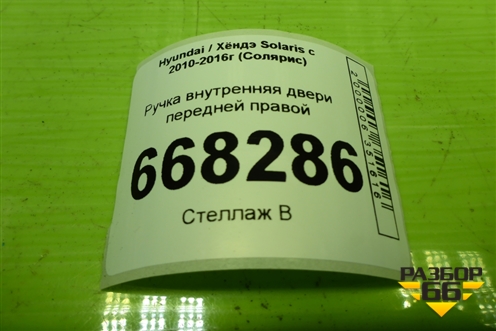 Hyundai / Хёндэ Solaris с
2010-2016г (Солярис)
Ручка внутренняя двери
передней правой
668286
Стеллаж В
РАЗБОР
66